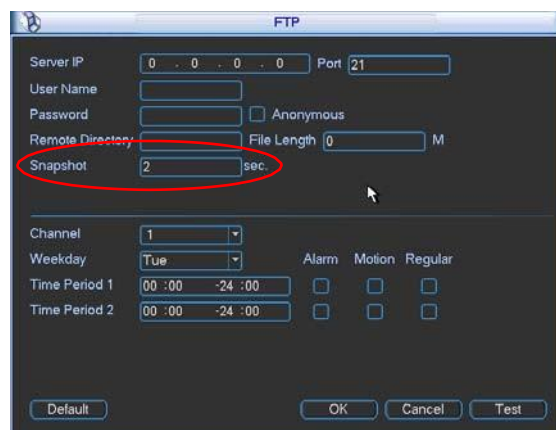 FTP
Server IP 0 . 0 . 0 . 0 Port 21
User Name
Password Anonymous
Remote Directory File Length 0 M
Snapshot 2 sec.
Channel 1
Weekday Tue Alarm Motion Regular
Time Period 1 00 :00 -24 :00
Time Period 2 00 :00 -24 :00
Default OK Cancel Test